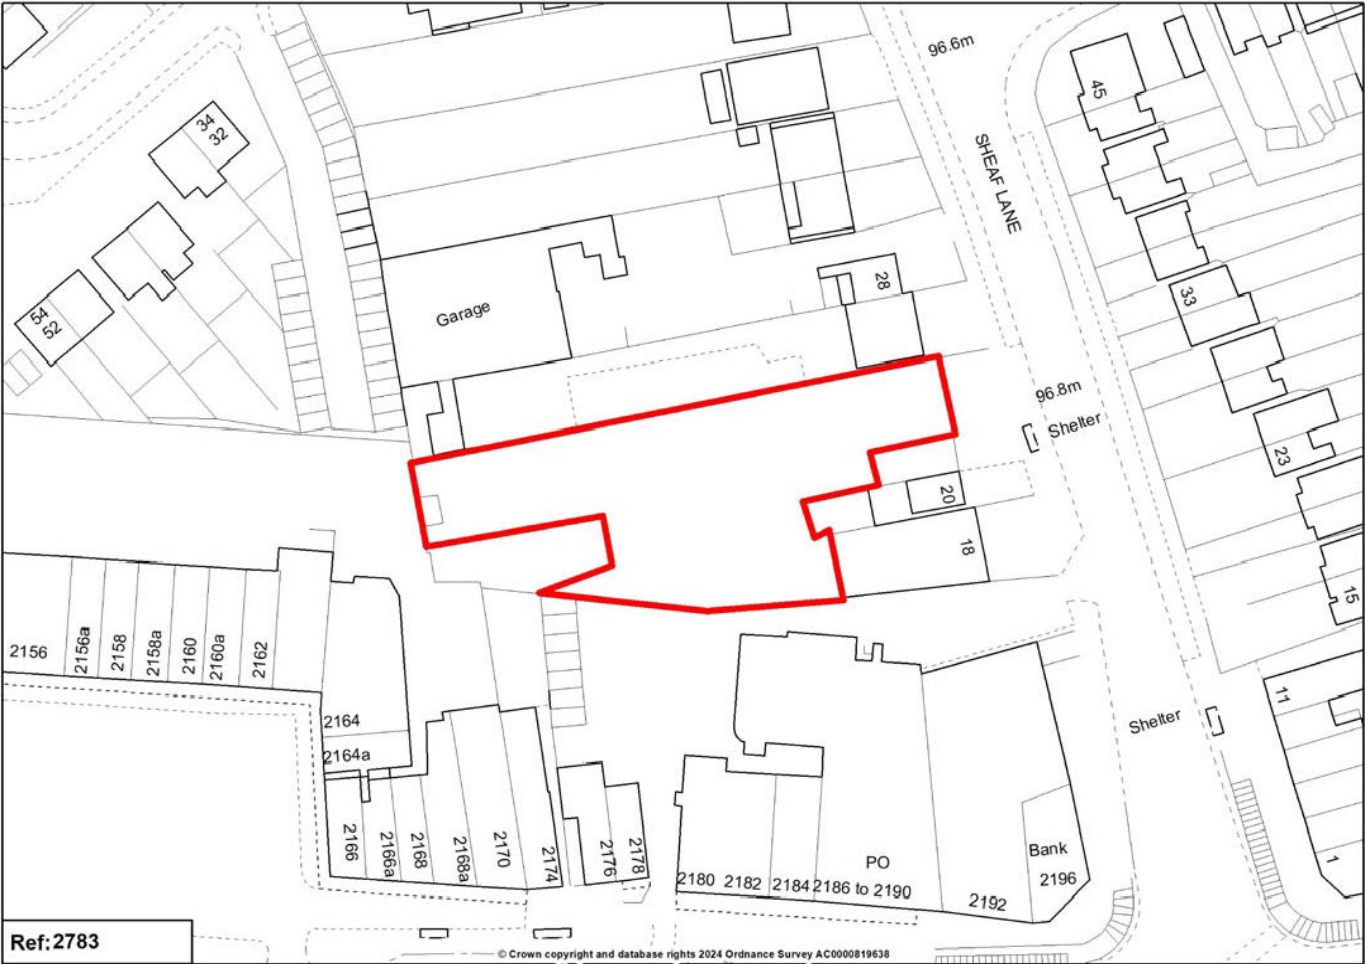 96.6m
45
34
32
SHEAF LANE
28
33
54
52
Garage
96.8m
Shelter
23
20
18
15
2156
2156a
2158
2158a
2160
2160a
2162
11
2164
Shelter
2164a
2166
2166a
2168
2168a
2170
2174
2176
2178
PO
Bank
1
2180
2182
2184
2186 to 2190
2192
2196
Ref:2783
© Crown copyright and database rights 2024 Ordnance Survey AC0000819638